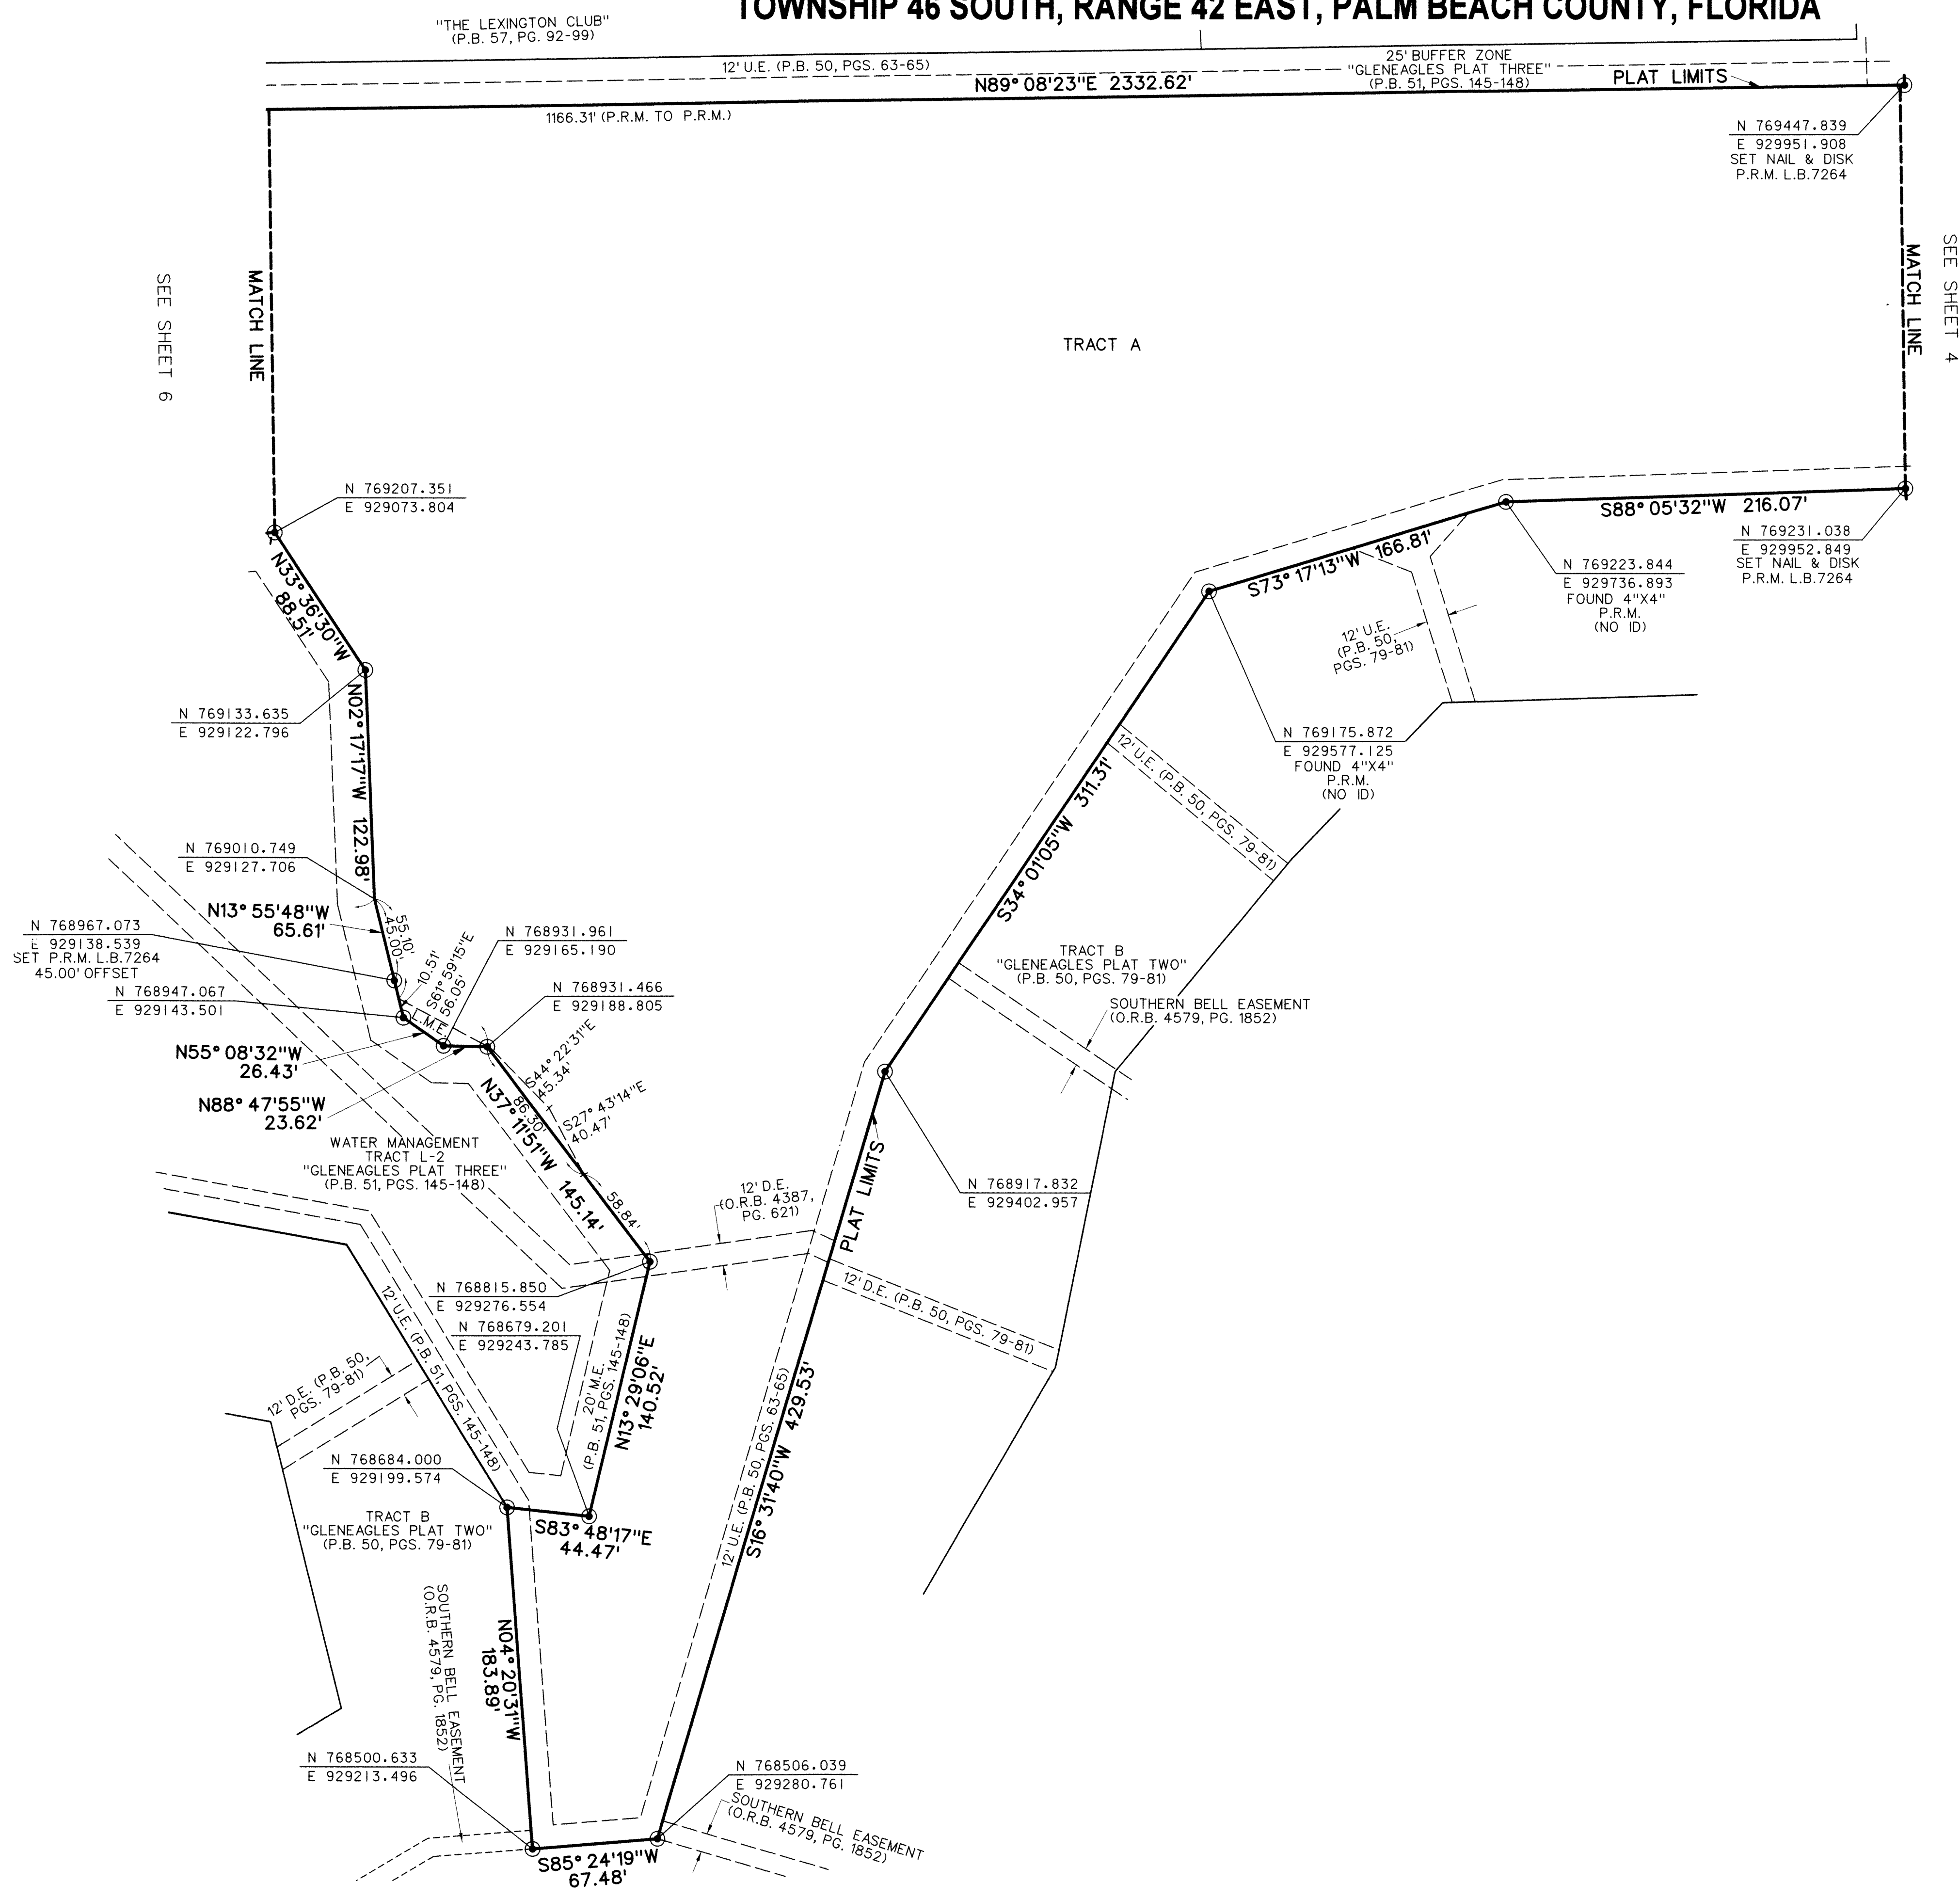 TOWNSHIP 46 SOUTH, RANGE 42 EAST, PALM BEACH COUNTY, FLORIDA
"THE LEXINGTON CLUB"
(P.B. 57, PG. 92-99)
12' U.E. (P.B. 50, PGS. 63-65)
25' BUFFER ZONE
"GLENEAGLES PLAT THREE"
(P.B. 51, PGS. 145-148)
N89° 08'23"E 2332.62'
PLAT LIMITS
1166.31' (P.R.M. TO P.R.M.)
N 769447.839
E 929951.908
SET NAIL & DISK
P.R.M. L.B.7264
SEE SHEET 6
MATCH LINE
MATCH LINE
SEE SHEET 4
TRACT A
N 769207.351
E 929073.804
N33° 36'30"W
88.51'
S88° 05'32"W 216.07'
N 769231.038
E 929952.849
SET NAIL & DISK
P.R.M. L.B.7264
S73° 17'13"W 166.81'
N 769223.844
E 929736.893
FOUND 4"X4"
P.R.M.
(NO ID)
12' U.E.
(P.B. 50,
PGS. 79-81)
N 769133.635
E 929122.796
N02° 17'17"W 122.98'
N 769175.872
E 929577.125
FOUND 4"X4"
P.R.M.
(NO ID)
12' U.E. (P.B. 50, PGS. 79-81)
S34° 01'05"W 311.31'
N 769010.749
E 929127.706
N13° 55'48"W
65.61'
55.10'
45.00'
N 768967.073
E 929138.539
SET P.R.M. L.B.7264
45.00' OFFSET
10.51'
S61° 59'15"E
56.05'
L.M.E.
N 768931.961
E 929165.190
N 768947.067
E 929143.501
N 768931.466
E 929188.805
TRACT B
"GLENEAGLES PLAT TWO"
(P.B. 50, PGS. 79-81)
SOUTHERN BELL EASEMENT
(O.R.B. 4579, PG. 1852)
N55° 08'32"W
26.43'
N88° 47'55"W
23.62'
S44° 22'31"E
45.34'
S27° 43'14"E
40.47'
86.30'
N37° 11'51"W 145.14'
58.84'
WATER MANAGEMENT
TRACT L-2
"GLENEAGLES PLAT THREE"
(P.B. 51, PGS. 145-148)
12' D.E.
(O.R.B. 4387,
PG. 621)
PLAT LIMITS
N 768917.832
E 929402.957
12' D.E. (P.B. 50, PGS. 79-81)
N 768815.850
E 929276.554
N 768679.201
E 929243.785
12' U.E. (P.B. 51, PGS. 145-148)
20' M.E.
(P.B. 51, PGS. 145-148)
N13° 29'06"E
140.52'
12' D.E. (P.B. 50,
PGS. 79-81)
12' U.E. (P.B. 50, PGS. 63-65)
S16° 31'40"W 429.53'
N 768684.000
E 929199.574
TRACT B
"GLENEAGLES PLAT TWO"
(P.B. 50, PGS. 79-81)
S83° 48'17"E
44.47'
SOUTHERN BELL EASEMENT
(O.R.B. 4579, PG. 1852)
N04° 20'31"W
183.89'
N 768500.633
E 929213.496
N 768506.039
E 929280.761
SOUTHERN BELL EASEMENT
(O.R.B. 4579, PG. 1852)
S85° 24'19"W
67.48'